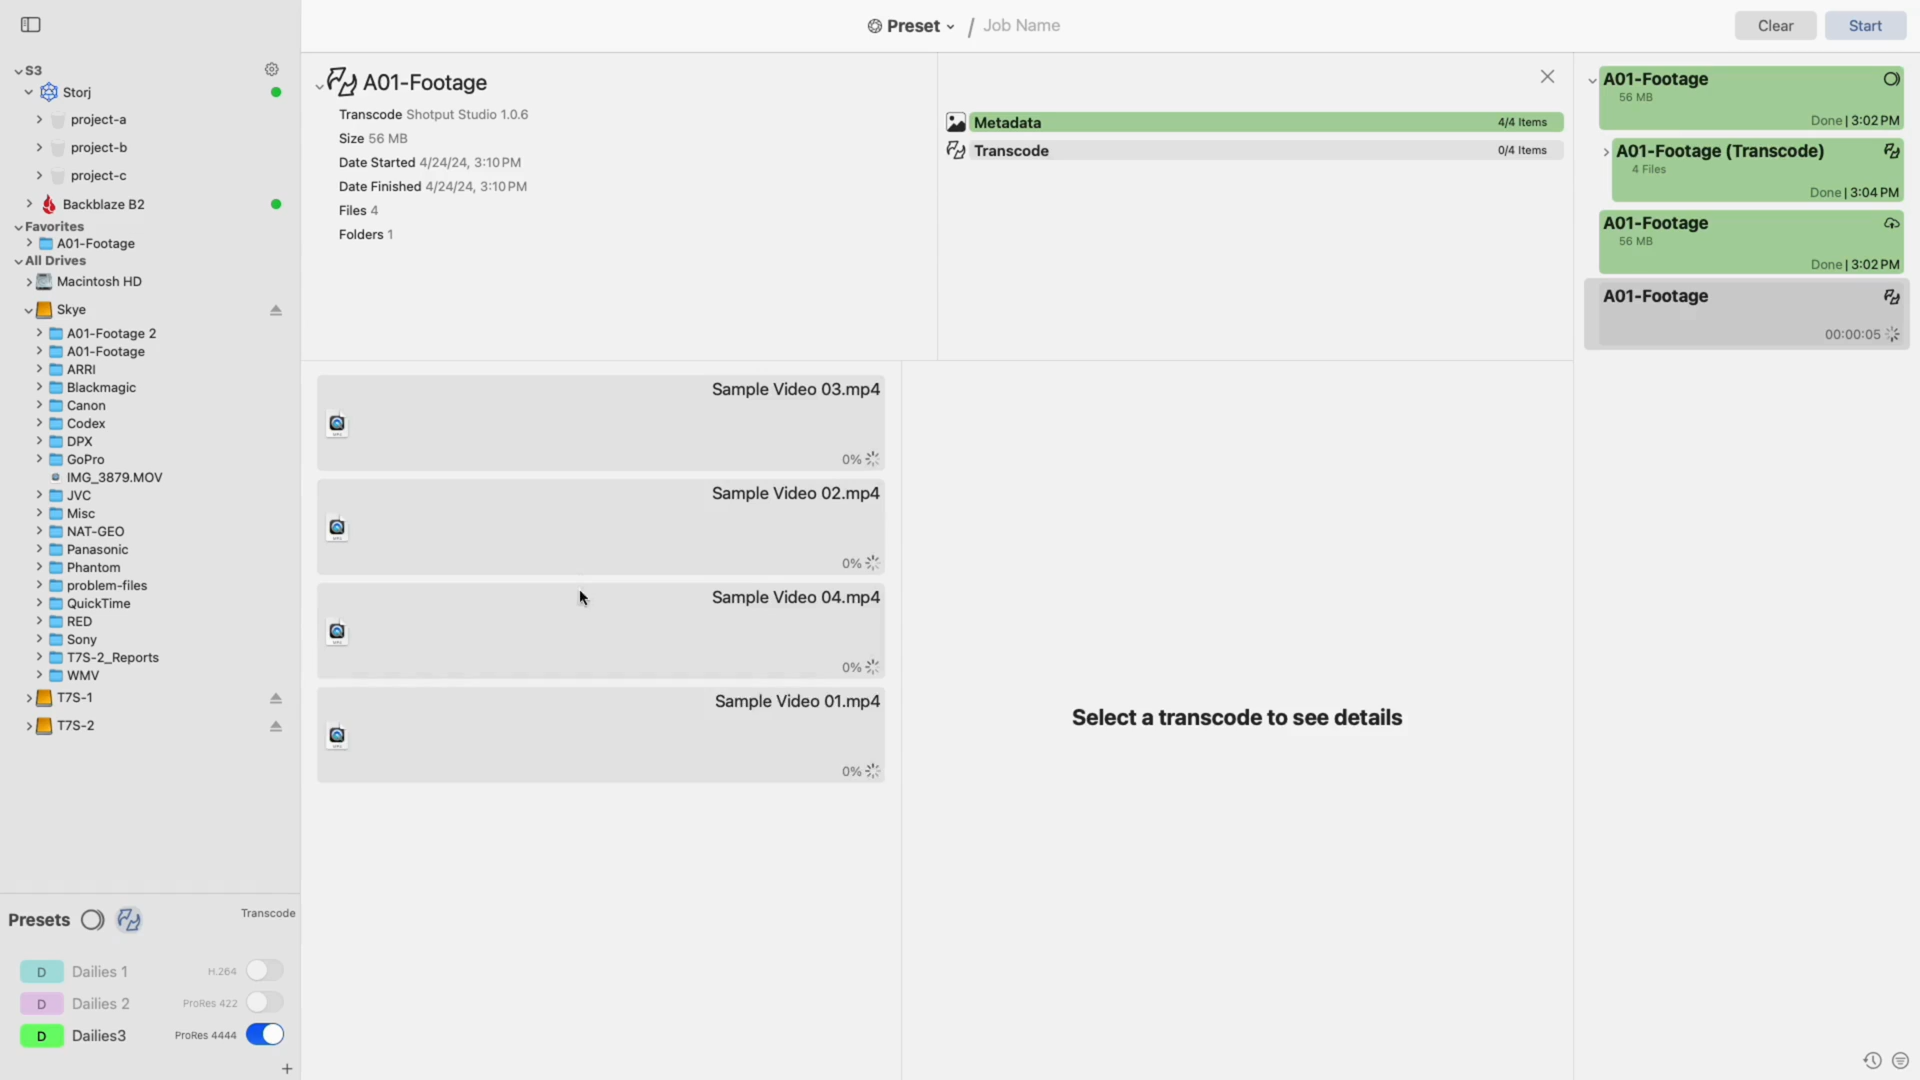 Preset / Job Name
Clear
Start
S3
Storj
project-a
project-b
project-c
Backblaze B2
Favorites
A01-Footage
All Drives
Macintosh HD
Skye
A01-Footage 2
A01-Footage
ARRI
Blackmagic
Canon
Codex
DPX
GoPro
IMG_3879.MOV
JVC
Misc
NAT-GEO
Panasonic
Phantom
problem-files
QuickTime
RED
Sony
T7S-2_Reports
WMV
T7S-1
T7S-2
Presets
Transcode
D Dailies 1 H.264
D Dailies 2 ProRes 422
D Dailies3 ProRes 4444
A01-Footage
Transcode Shotput Studio 1.0.6
Size 56 MB
Date Started 4/24/24, 3:10 PM
Date Finished 4/24/24, 3:10 PM
Files 4
Folders 1
Metadata 4/4 Items
Transcode 0/4 Items
Sample Video 03.mp4
0%
Sample Video 02.mp4
0%
Sample Video 04.mp4
0%
Sample Video 01.mp4
0%
Select a transcode to see details
A01-Footage
56 MB
Done | 3:02 PM
A01-Footage (Transcode)
4 Files
Done | 3:04 PM
A01-Footage
56 MB
Done | 3:02 PM
A01-Footage
00:00:05